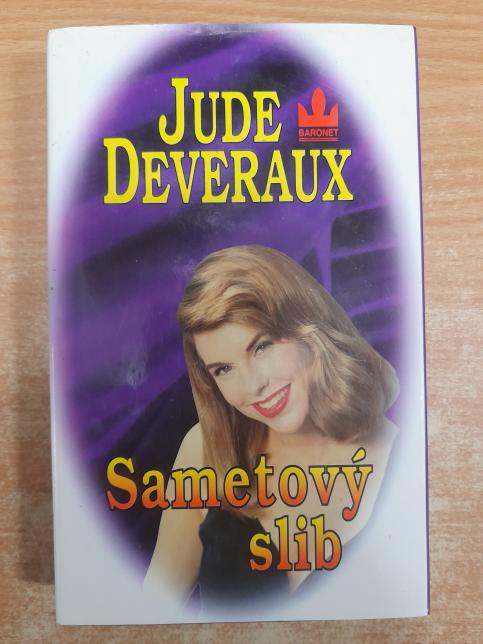 JUDE
BARONET
DEVERAUX
Sametový
slib